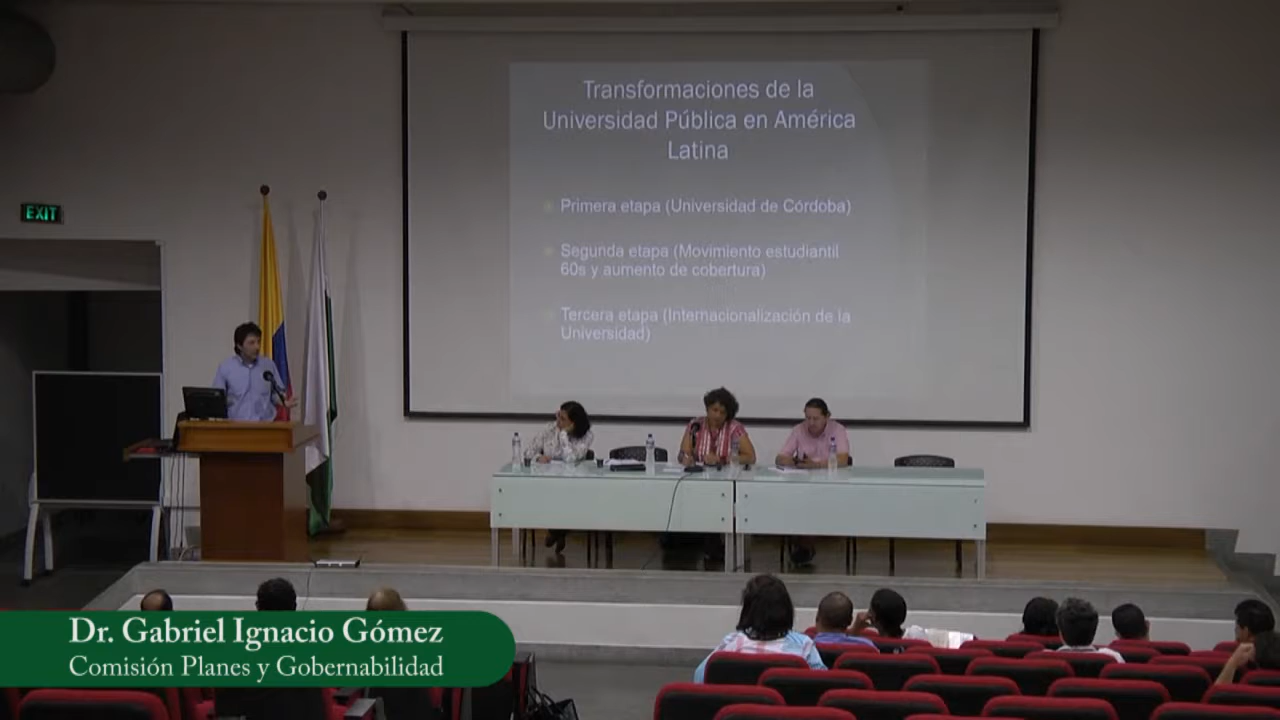 Transformaciones de la
Universidad Pública en América
Latina
Primera etapa (Universidad de Córdoba)
Segunda etapa (Movimiento estudiantil
60s y aumento de cobertura)
Tercera etapa (Internacionalización de la
Universidad)
EXIT
Dr. Gabriel Ignacio Gómez
Comisión Planes y Gobernabilidad